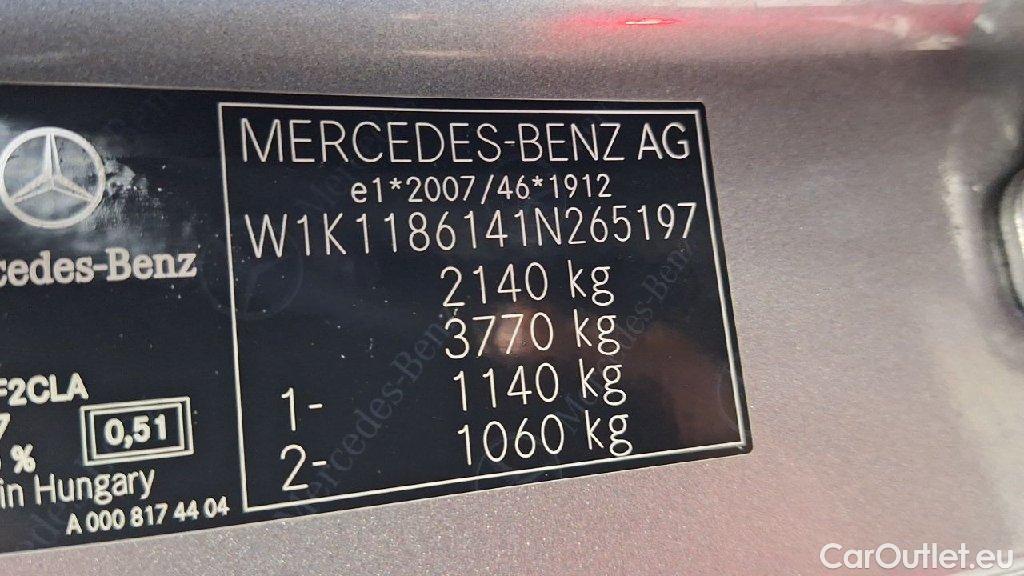 MERCEDES-BENZ AG
e1*2007/46*1912
W1K1186141N265197
2140 kg
3770 kg
1- 1140 kg
2- 1060 kg
cedes-Benz
F2CLA
7
0,51
%
in Hungary
A 000 817 44 04
CarOutlet.eu